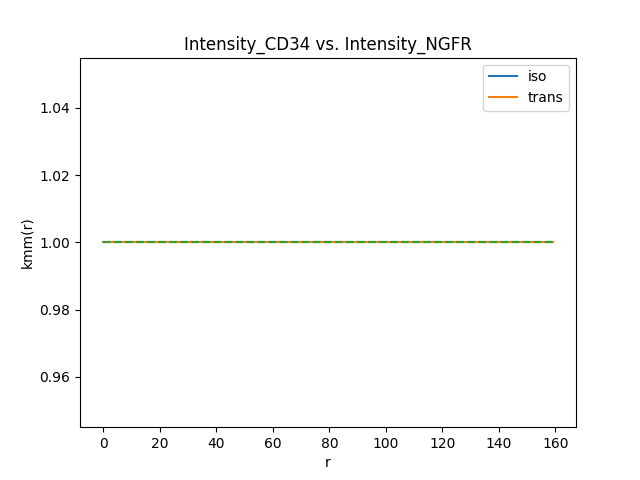 Intensity_CD34 vs. Intensity_NGFR
iso
trans
1.04
1.02
1.00
0.98
0.96
kmm(r)
0 20 40 60 80 100 120 140 160
r